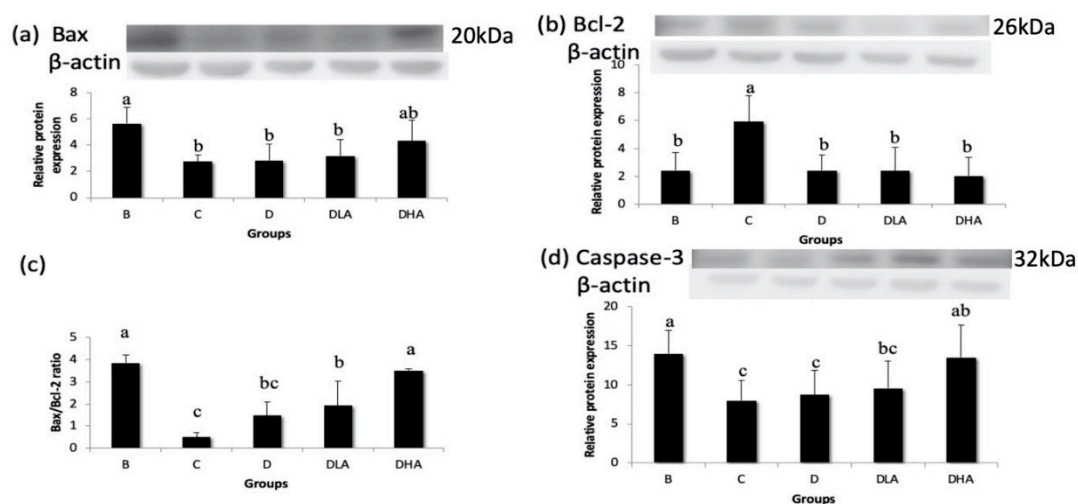 (a) Bax 20kDa
β-actin
Relative protein expression
8
6
4
2
0
a b b b ab
B C D DLA DHA
Groups
(b) Bcl-2 26kDa
β-actin
Relative protein expression
10
8
6
4
2
0
b a b b b
B C D DLA DHA
Groups
(c)
Bax/Bcl-2 ratio
5
4
3
2
1
0
a c bc b a
B C D DLA DHA
Groups
(d) Caspase-3 32kDa
β-actin
Relative protein expression
20
15
10
5
0
a c c bc ab
B C D DLA DHA
Groups